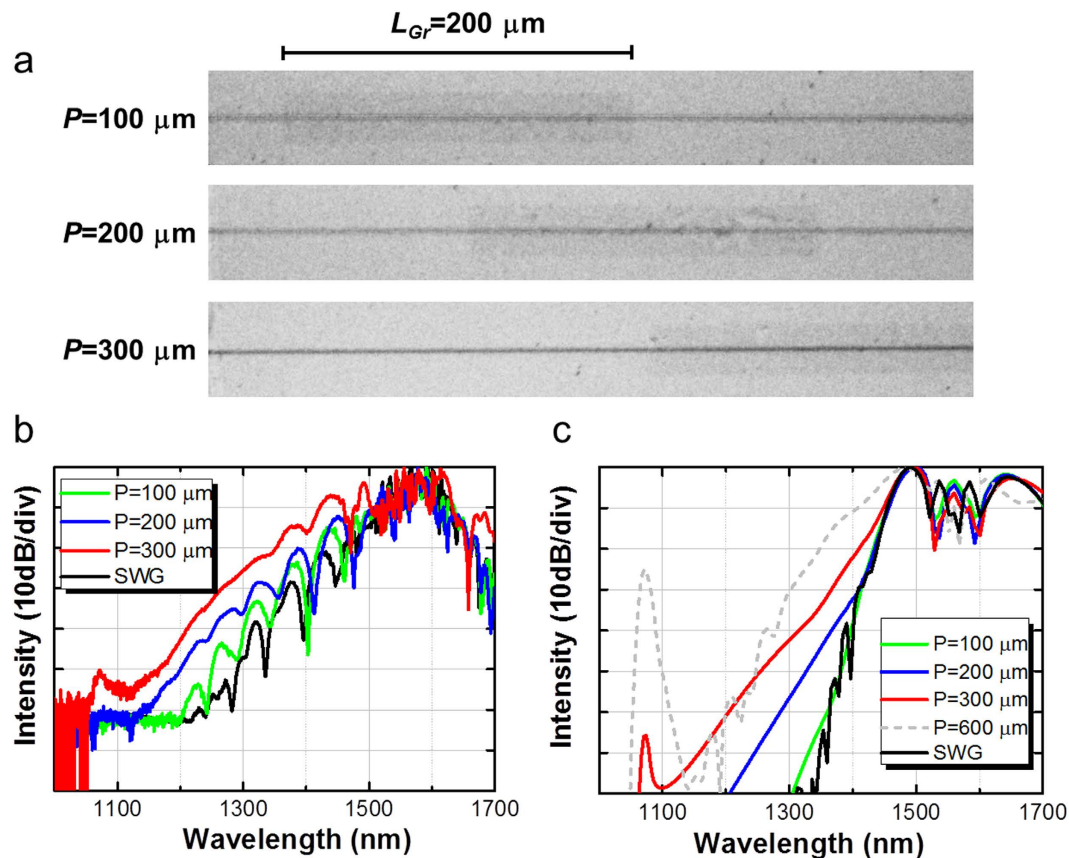 L_Gr=200 μm
a
P=100 μm
P=200 μm
P=300 μm
b
c
P=100 μm
P=200 μm
P=300 μm
SWG
Intensity (10dB/div)
1100 1300 1500 1700
Wavelength (nm)
P=100 μm
P=200 μm
P=300 μm
P=600 μm
SWG
Intensity (10dB/div)
1100 1300 1500 1700
Wavelength (nm)